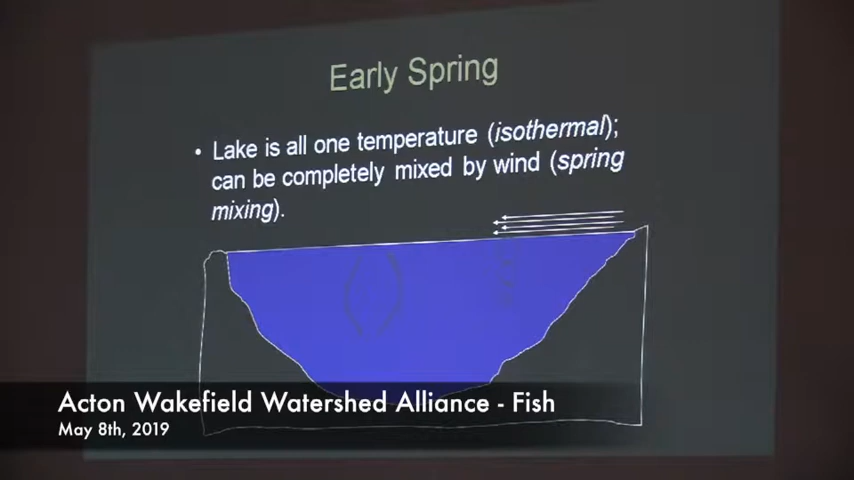 Early Spring
• Lake is all one temperature (isothermal);
can be completely mixed by wind (spring
mixing).
Acton Wakefield Watershed Alliance - Fish
May 8th, 2019